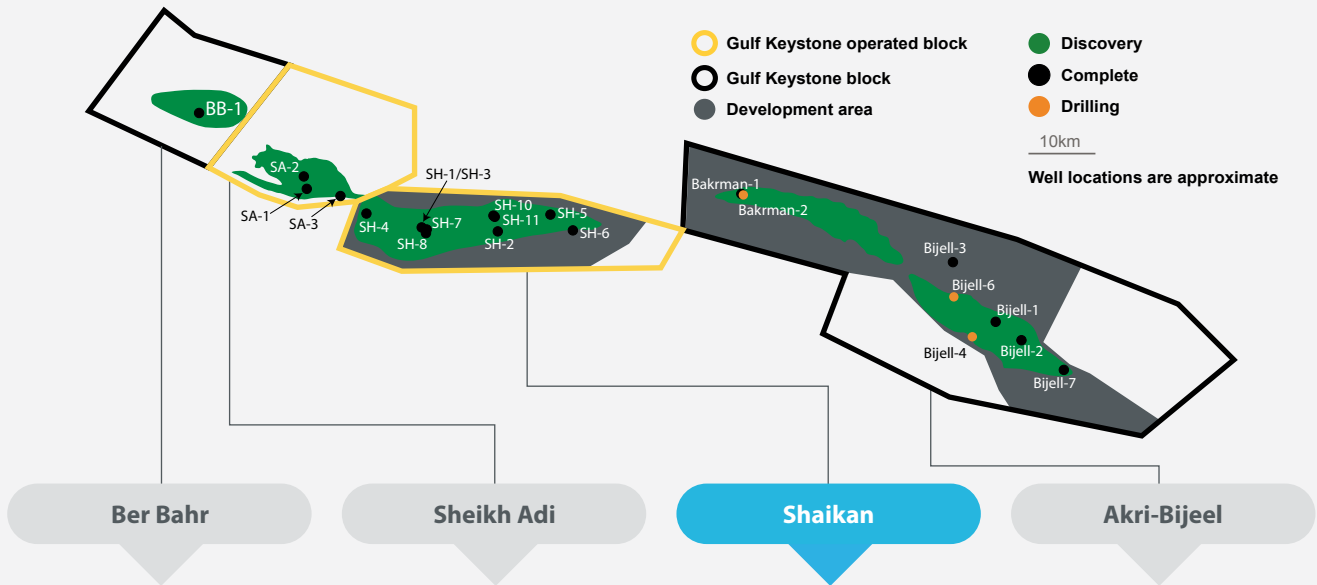 Gulf Keystone operated block
Gulf Keystone block
Development area
Discovery
Complete
Drilling
10km
Well locations are approximate
BB-1
SA-2
SA-1
SA-3
SH-1/SH-3
SH-4
SH-7
SH-8
SH-10
SH-11
SH-2
SH-5
SH-6
Bakrman-1
Bakrman-2
Bijell-3
Bijell-6
Bijell-1
Bijell-4
Bijell-2
Bijell-7
Ber Bahr
Sheikh Adi
Shaikan
Akri-Bijeel